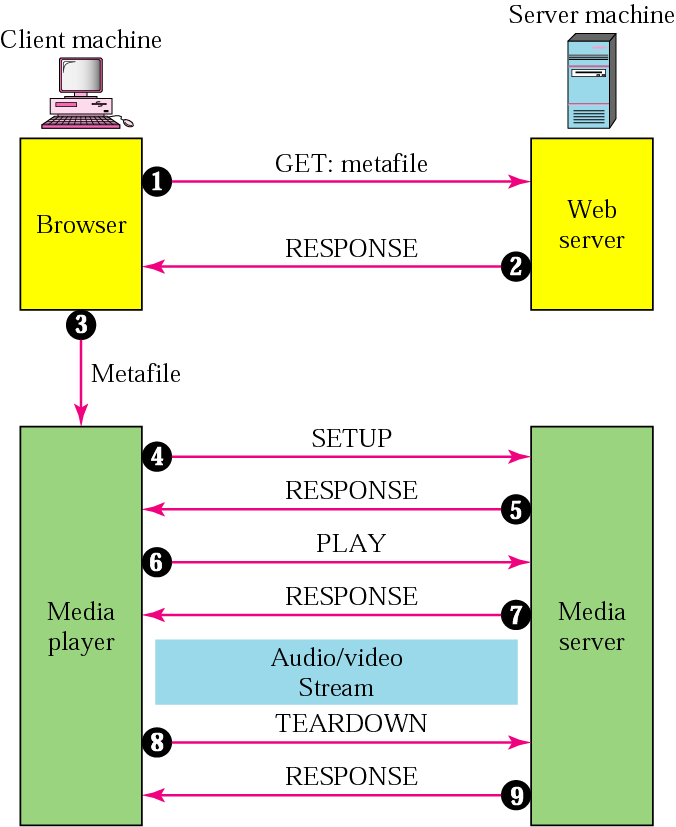 Server machine
Client machine
1
GET: metafile
Browser
Web
server
RESPONSE
2
3
Metafile
4
SETUP
RESPONSE
5
6
PLAY
RESPONSE
7
Media
player
Media
server
Audio/video
Stream
8
TEARDOWN
RESPONSE
9